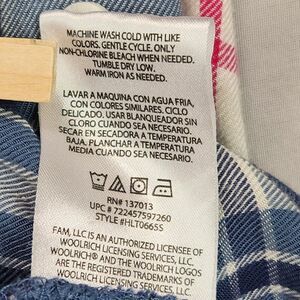 MACHINE WASH COLD WITH LIKE
COLORS. GENTLE CYCLE. ONLY
NON-CHLORINE BLEACH WHEN NEEDED.
TUMBLE DRY LOW.
WARM IRON AS NEEDED.
LAVAR A MAQUINA CON AGUA FRIA,
CON COLORES SIMILARES. CICLO
DELICADO. USAR BLANQUEADOR SIN
CLORO CUANDO SEA NECESARIO.
SECAR EN SECADORA A TEMPERATURA
BAJA. PLANCHAR A TEMPERATURA
MEDIA CUANDO SEA NECESARIO.
RN# 137013
UPC # 722457597260
STYLE #HLT0665S
FAM, LLC IS AN AUTHORIZED LICENSEE OF
WOOLRICH LICENSING SERVICES, LLC.
WOOLRICH® AND THE WOOLRICH LOGOS
ARE THE REGISTERED TRADEMARKS OF
WOOLRICH LICENSING SERVICES, LLC.